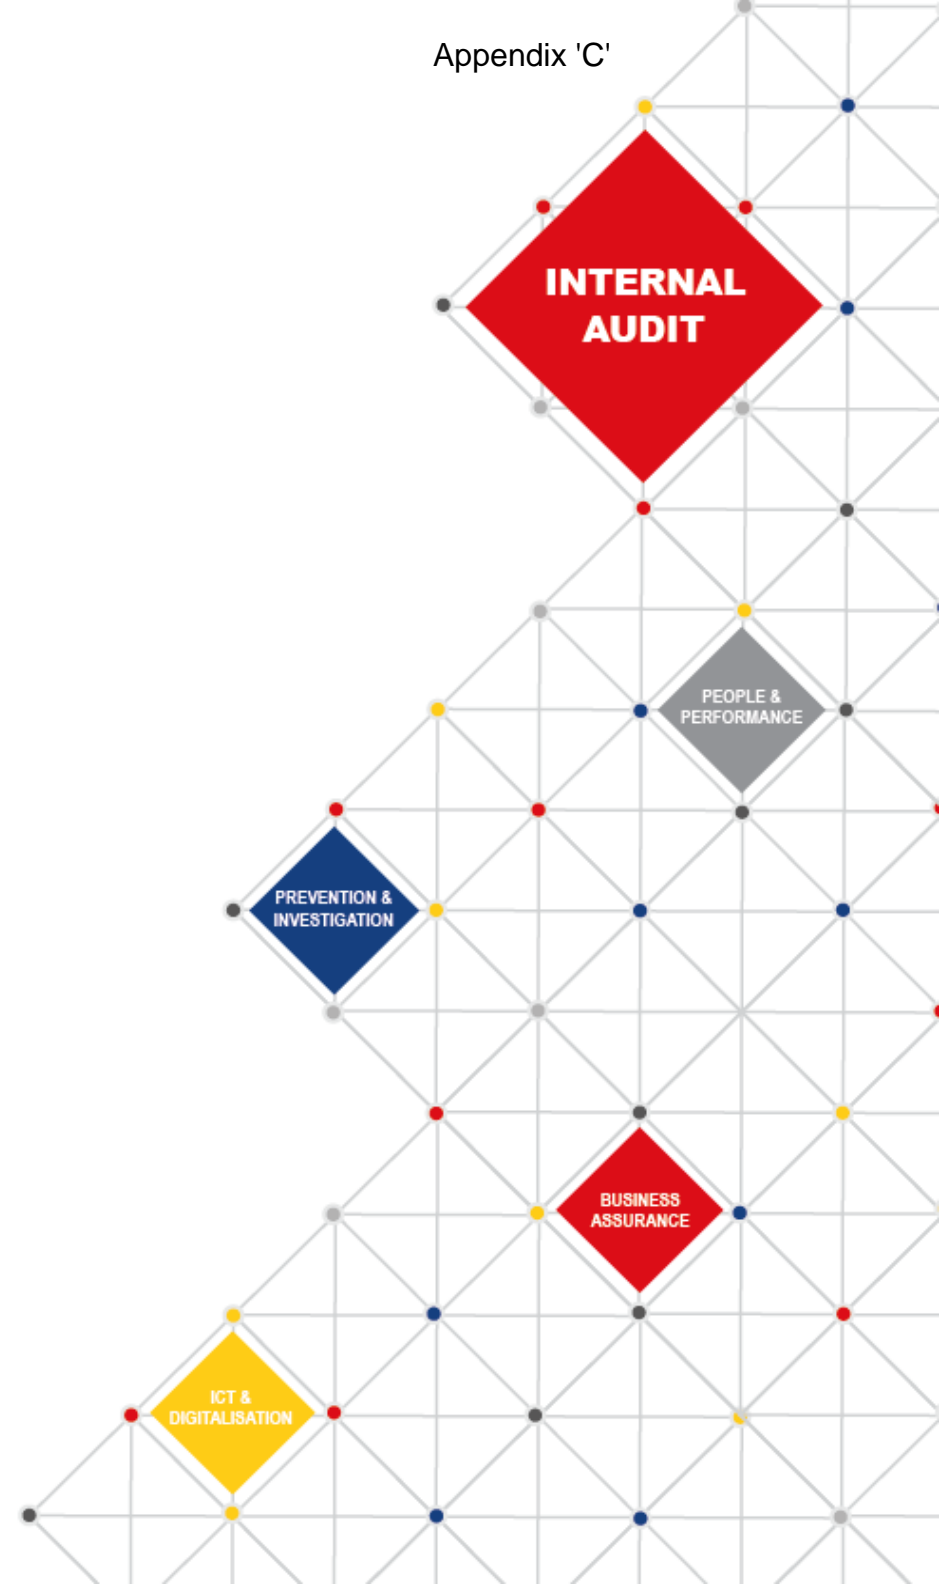 Appendix 'C'
INTERNAL
AUDIT
PEOPLE &
PERFORMANCE
PREVENTION &
INVESTIGATION
BUSINESS
ASSURANCE
ICT &
DIGITALISATION